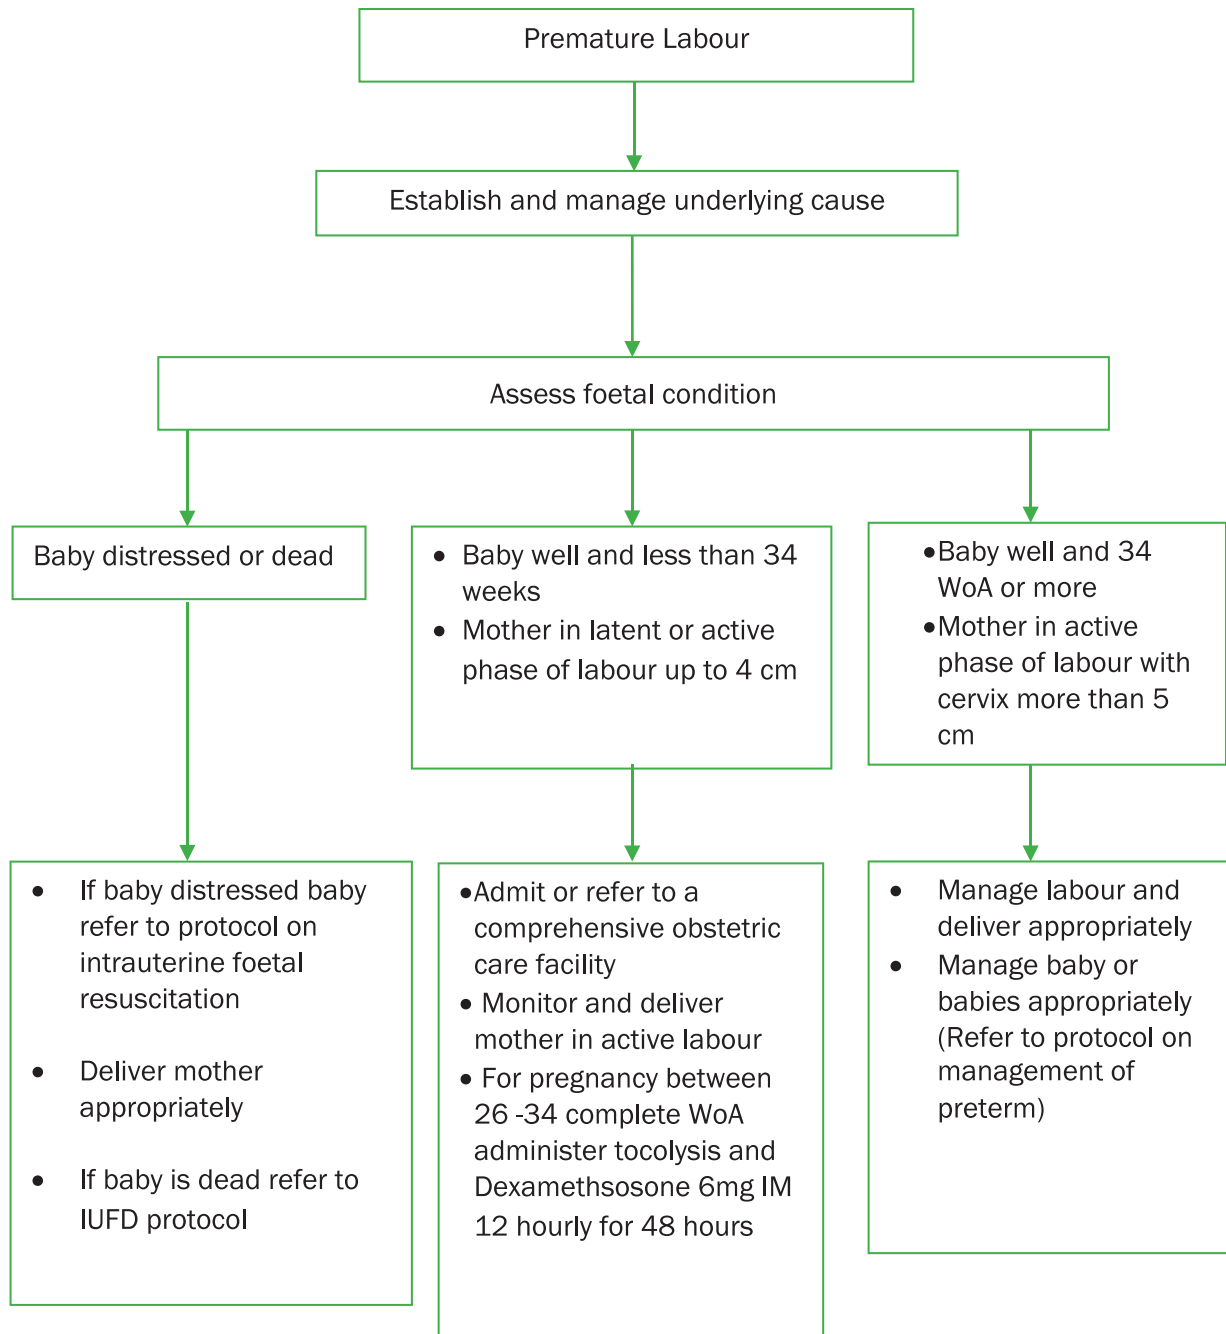 Premature Labour
Establish and manage underlying cause
Assess foetal condition
Baby distressed or dead
• Baby well and less than 34
weeks
• Mother in latent or active
phase of labour up to 4 cm
•Baby well and 34
WoA or more
•Mother in active
phase of labour with
cervix more than 5
cm
• If baby distressed baby
refer to protocol on
intrauterine foetal
resuscitation
• Deliver mother
appropriately
• If baby is dead refer to
IUFD protocol
•Admit or refer to a
comprehensive obstetric
care facility
• Monitor and deliver
mother in active labour
• For pregnancy between
26 -34 complete WoA
administer tocolysis and
Dexamethsosone 6mg IM
12 hourly for 48 hours
• Manage labour and
deliver appropriately
• Manage baby or
babies appropriately
(Refer to protocol on
management of
preterm)